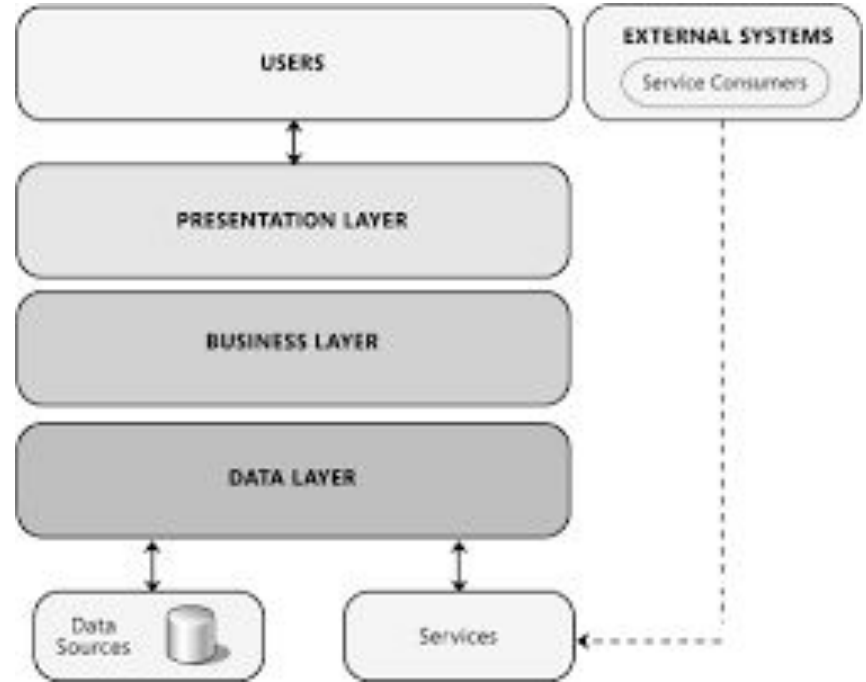 USERS
EXTERNAL SYSTEMS
Service Consumers
PRESENTATION LAYER
BUSINESS LAYER
DATA LAYER
Data
Sources
Services